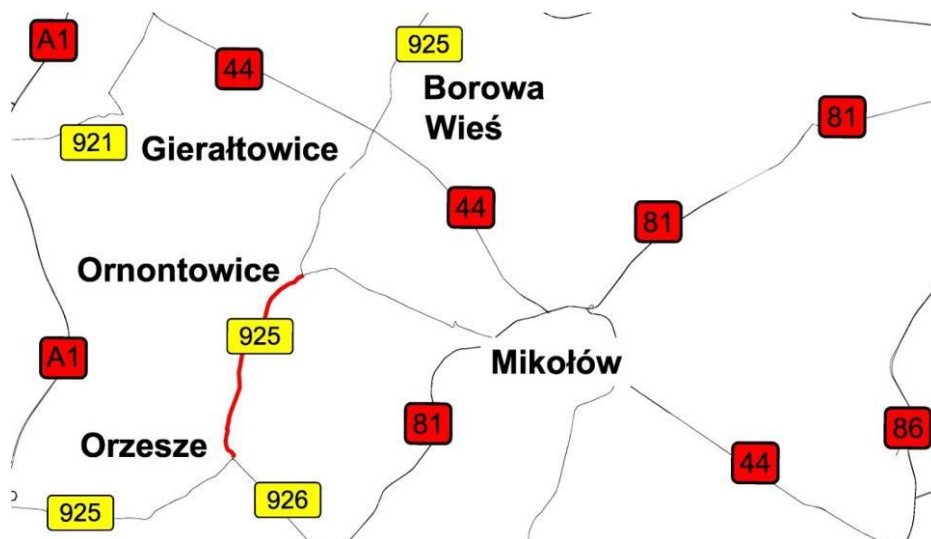 A1
925
44
Borowa
Wieś
81
921
Gierałtowice
44
81
Ornontowice
925
A1
Mikołów
81
86
Orzesze
44
925
926